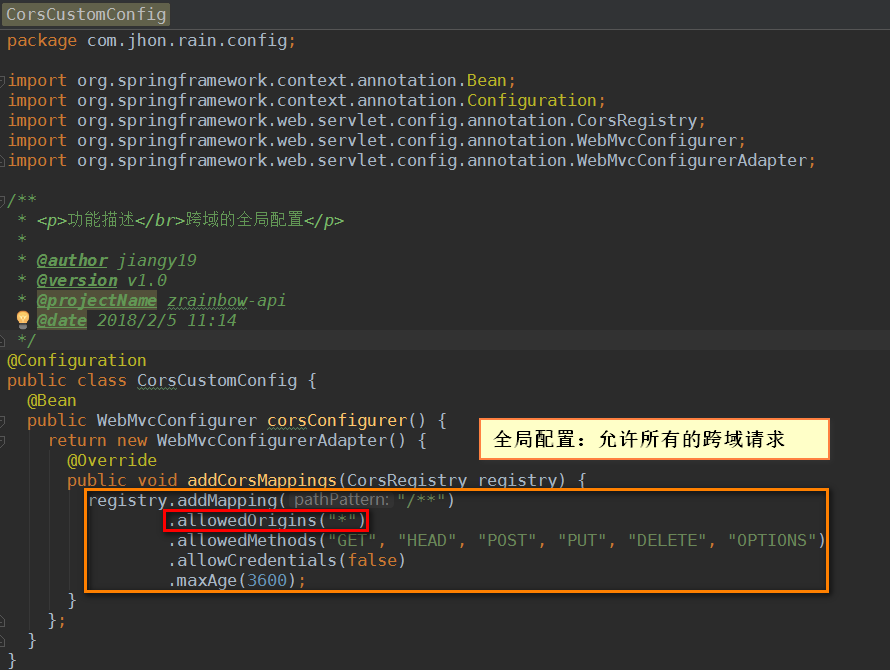 CorsCustomConfig
package com.jhon.rain.config;
import org.springframework.context.annotation.Bean;
import org.springframework.context.annotation.Configuration;
import org.springframework.web.servlet.config.annotation.CorsRegistry;
import org.springframework.web.servlet.config.annotation.WebMvcConfigurer;
import org.springframework.web.servlet.config.annotation.WebMvcConfigurerAdapter;
/**
* <p>功能描述</br>跨域的全局配置</p>
*
* @author jiangy19
* @version v1.0
* @projectName zrainbow-api
* @date 2018/2/5 11:14
*/
@Configuration
public class CorsCustomConfig {
@Bean
public WebMvcConfigurer corsConfigurer() {
return new WebMvcConfigurerAdapter() {
全局配置：允许所有的跨域请求
@Override
public void addCorsMappings(CorsRegistry registry) {
registry.addMapping( pathPattern: "/**")
.allowedOrigins("*")
.allowedMethods("GET", "HEAD", "POST", "PUT", "DELETE", "OPTIONS")
.allowCredentials(false)
.maxAge(3600);
}
};
}
}